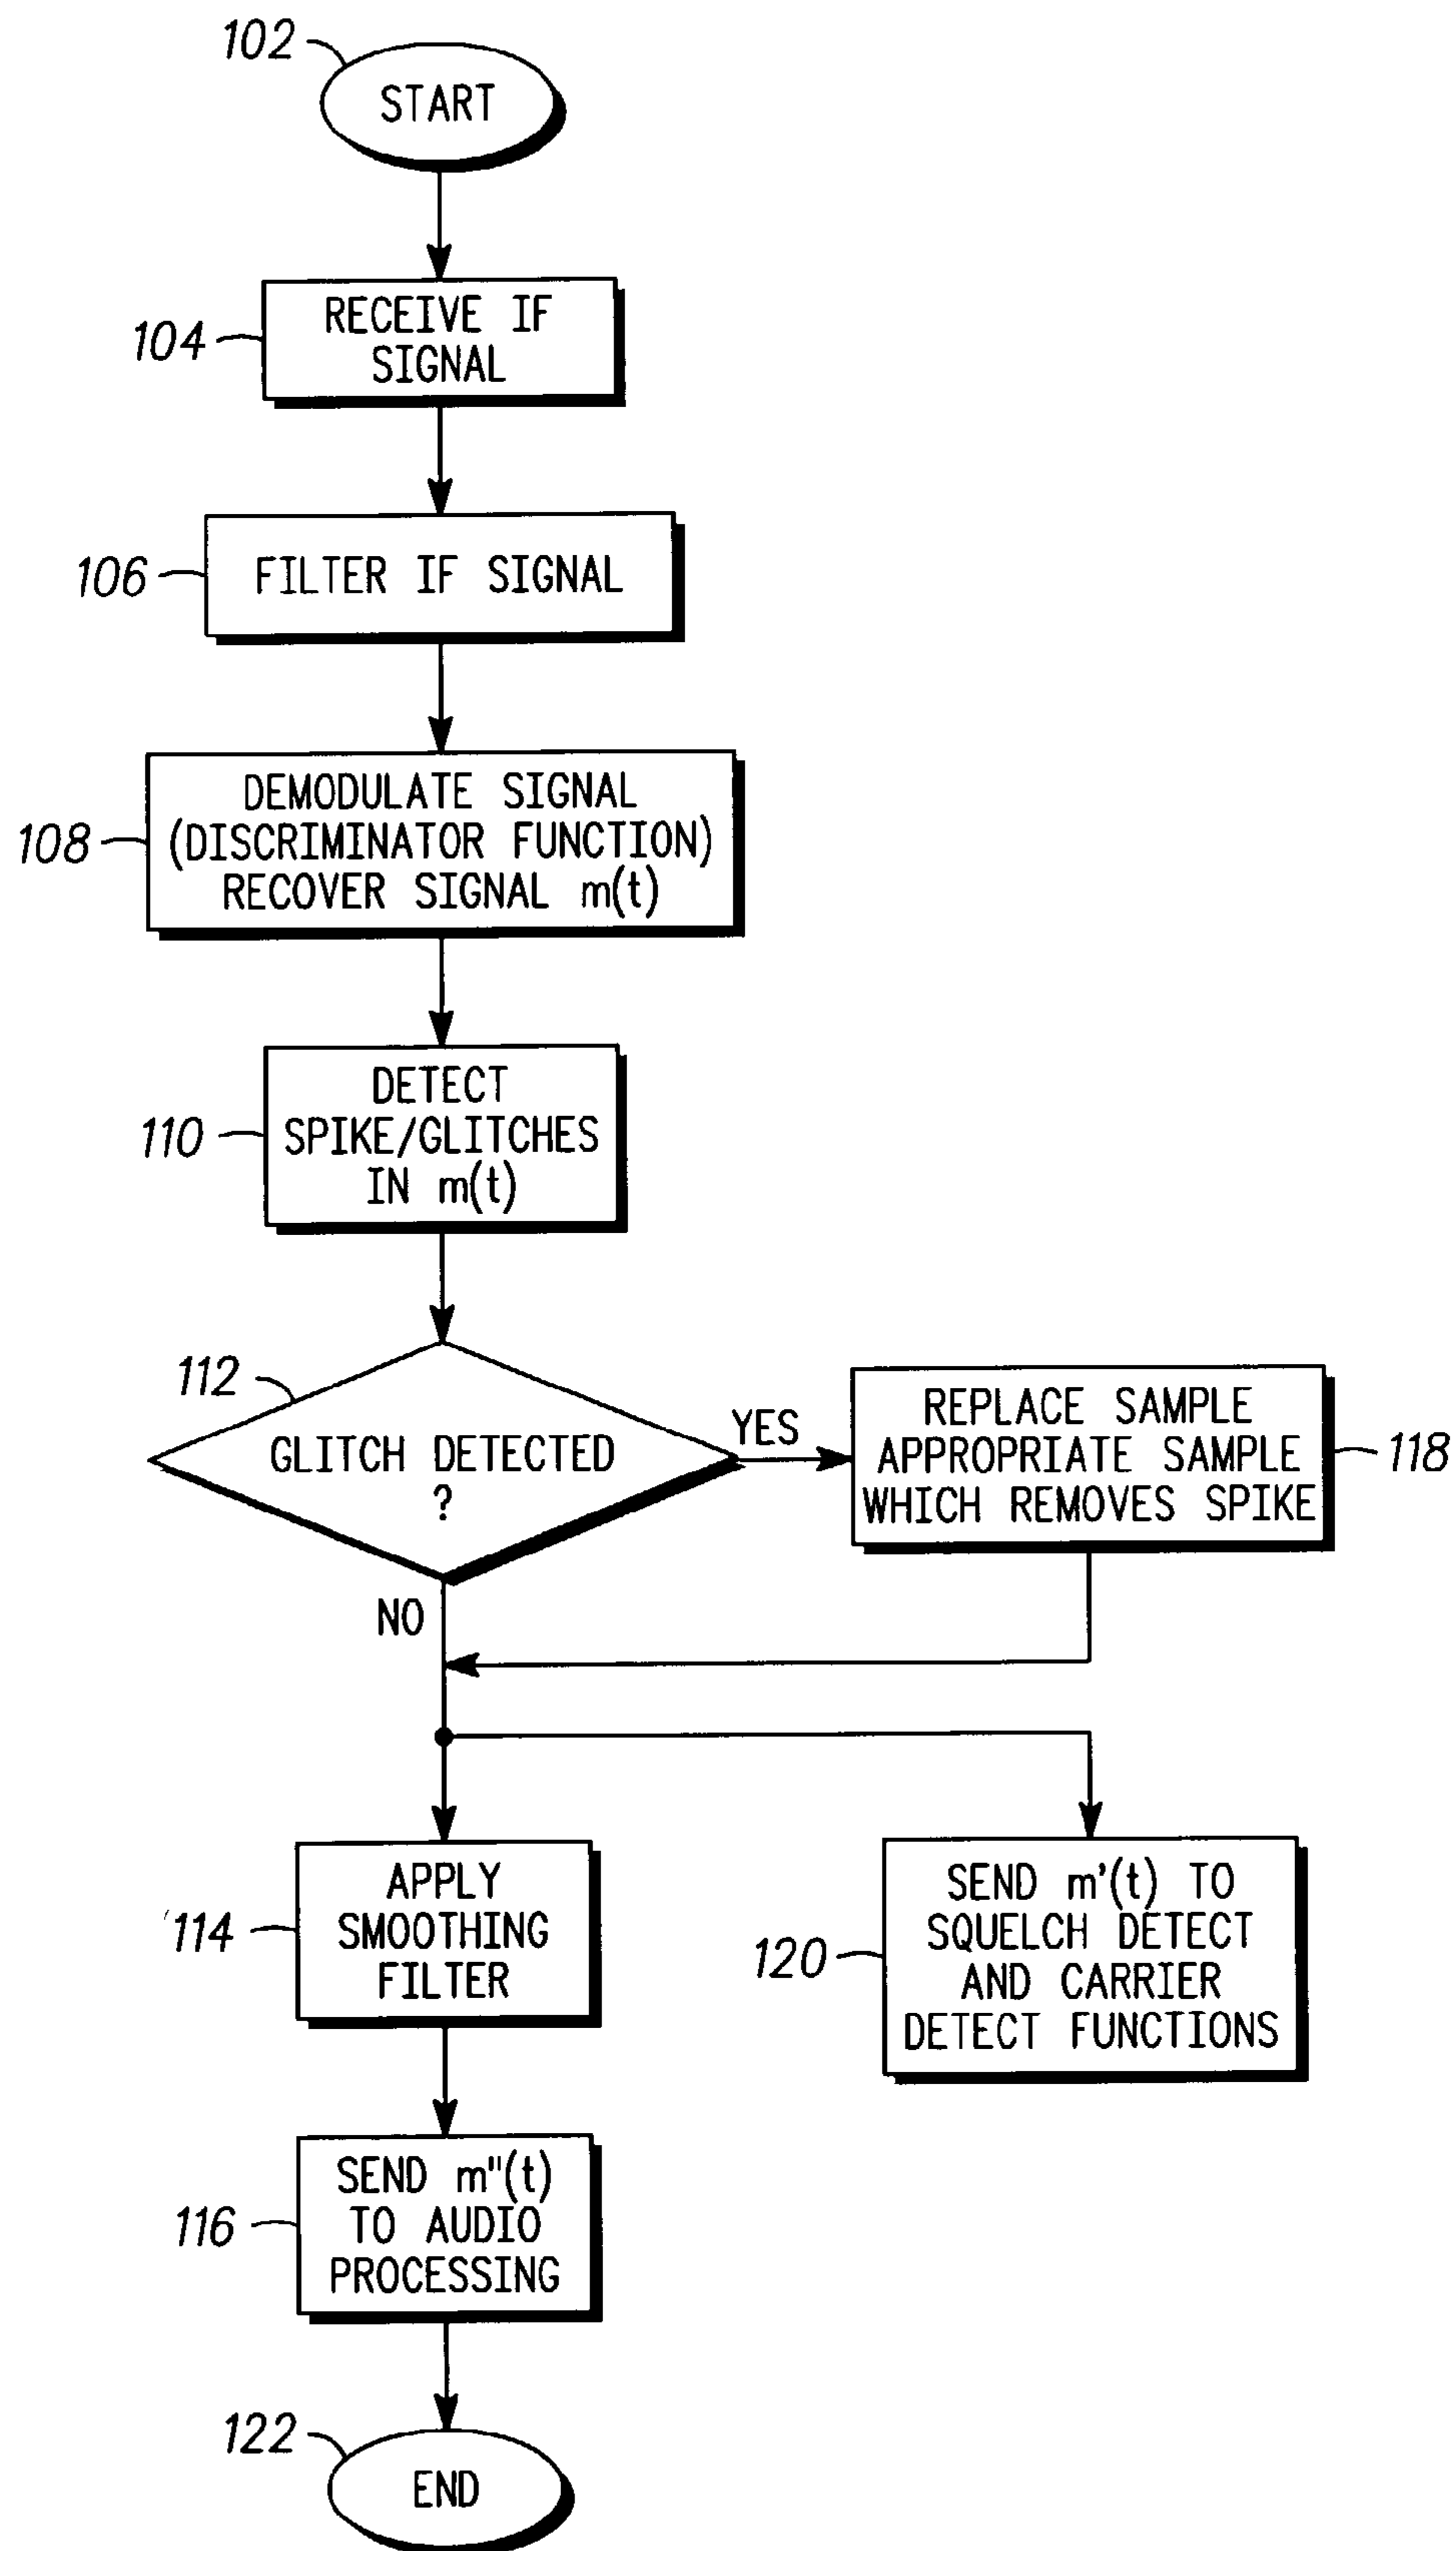 102
START
104
RECEIVE IF
SIGNAL
106
FILTER IF SIGNAL
108
DEMODULATE SIGNAL
(DISCRIMINATOR FUNCTION)
RECOVER SIGNAL m(t)
110
DETECT
SPIKE/GLITCHES
IN m(t)
112
GLITCH DETECTED
?
YES
REPLACE SAMPLE
APPROPRIATE SAMPLE
WHICH REMOVES SPIKE
118
NO
114
APPLY
SMOOTHING
FILTER
120
SEND m'(t) TO
SQUELCH DETECT
AND CARRIER
DETECT FUNCTIONS
116
SEND m"(t)
TO AUDIO
PROCESSING
122
END